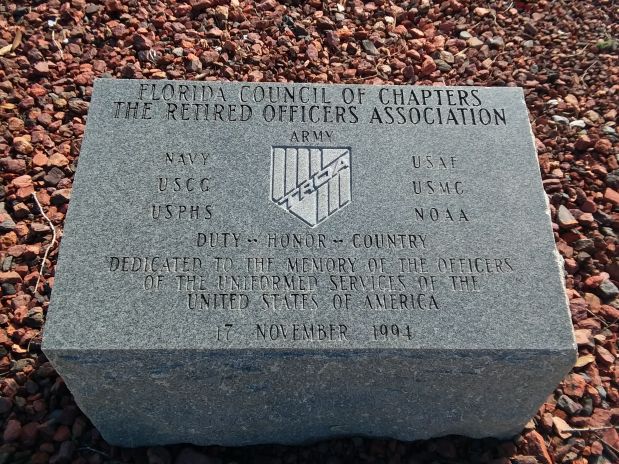 FLORIDA COUNCIL OF CHAPTERS
THE RETIRED OFFICERS ASSOCIATION
ARMY
NAVY USAF
USCG TROA USMC
USPHS NOAA
DUTY -- HONOR -- COUNTRY
DEDICATED TO THE MEMORY OF THE OFFICERS
OF THE UNIFORMED SERVICES OF THE
UNITED STATES OF AMERICA
17 NOVEMBER 1994